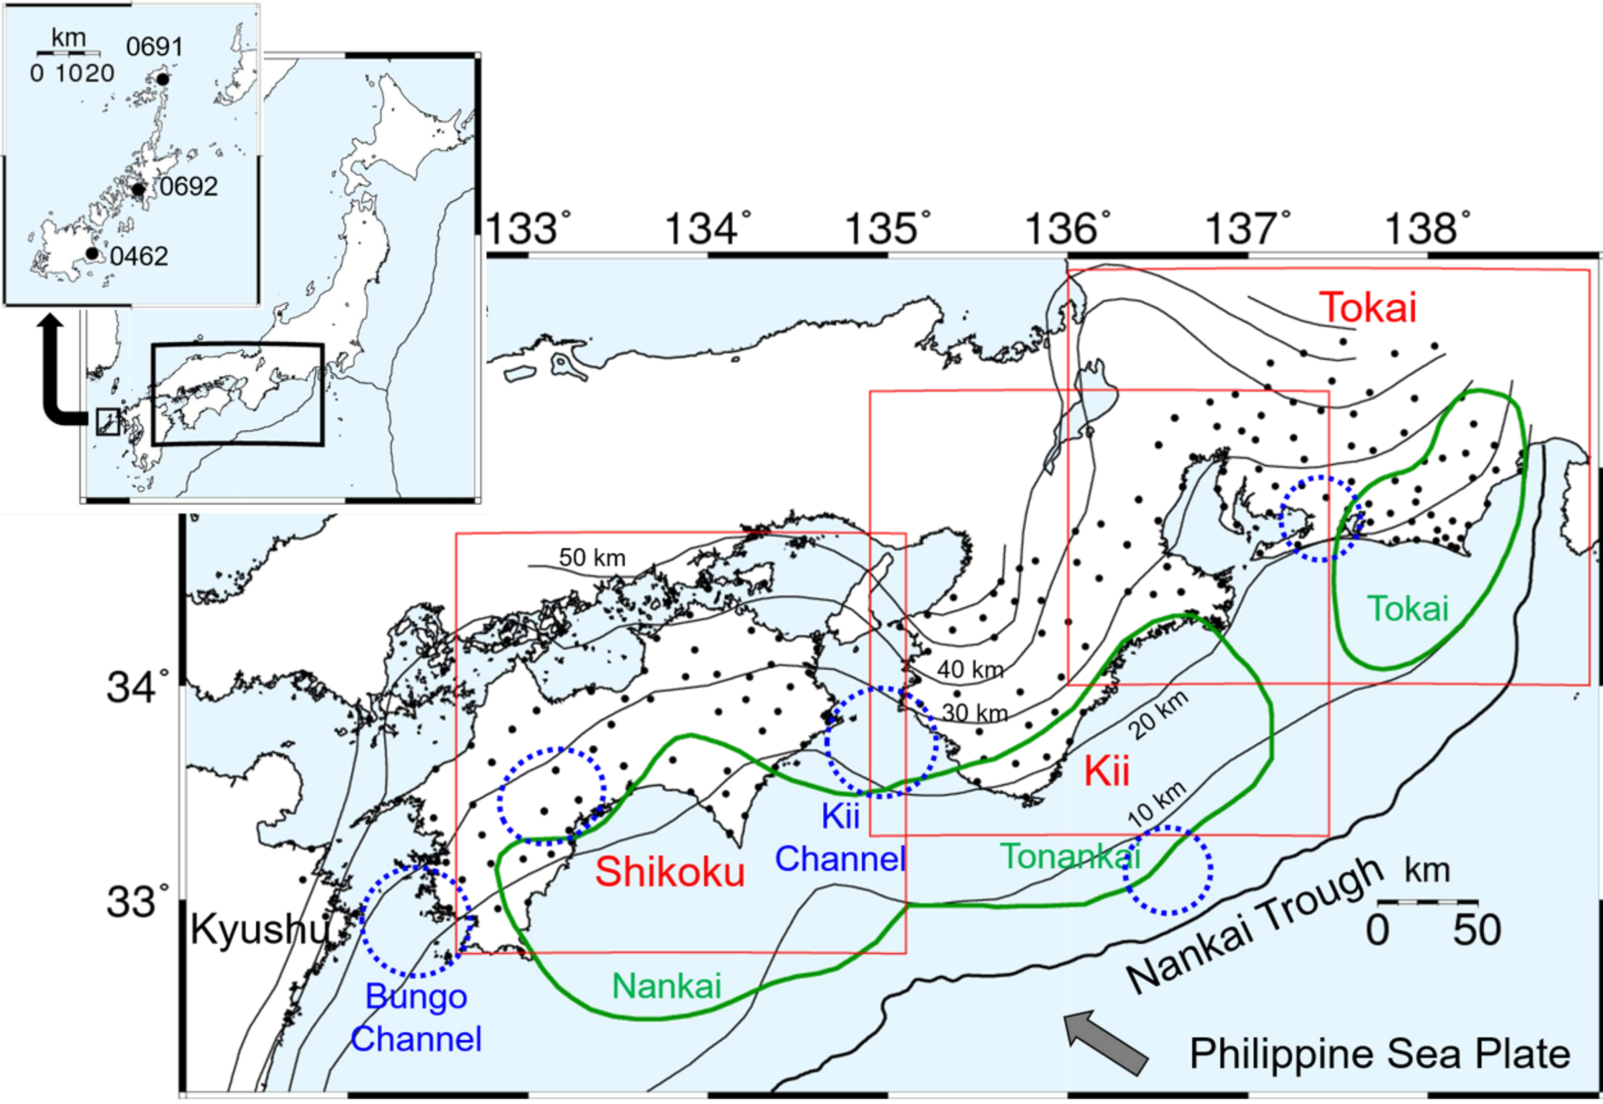 km
0 1020
0691
0692
0462
133° 134° 135° 136° 137° 138°
Tokai
50 km
Tokai
40 km
34°
30 km
20 km
Kii
10 km
Kii
Channel
Tonankai
Shikoku
33°
km
0 50
Kyushu
Nankai Trough
Nankai
Bungo
Channel
Philippine Sea Plate